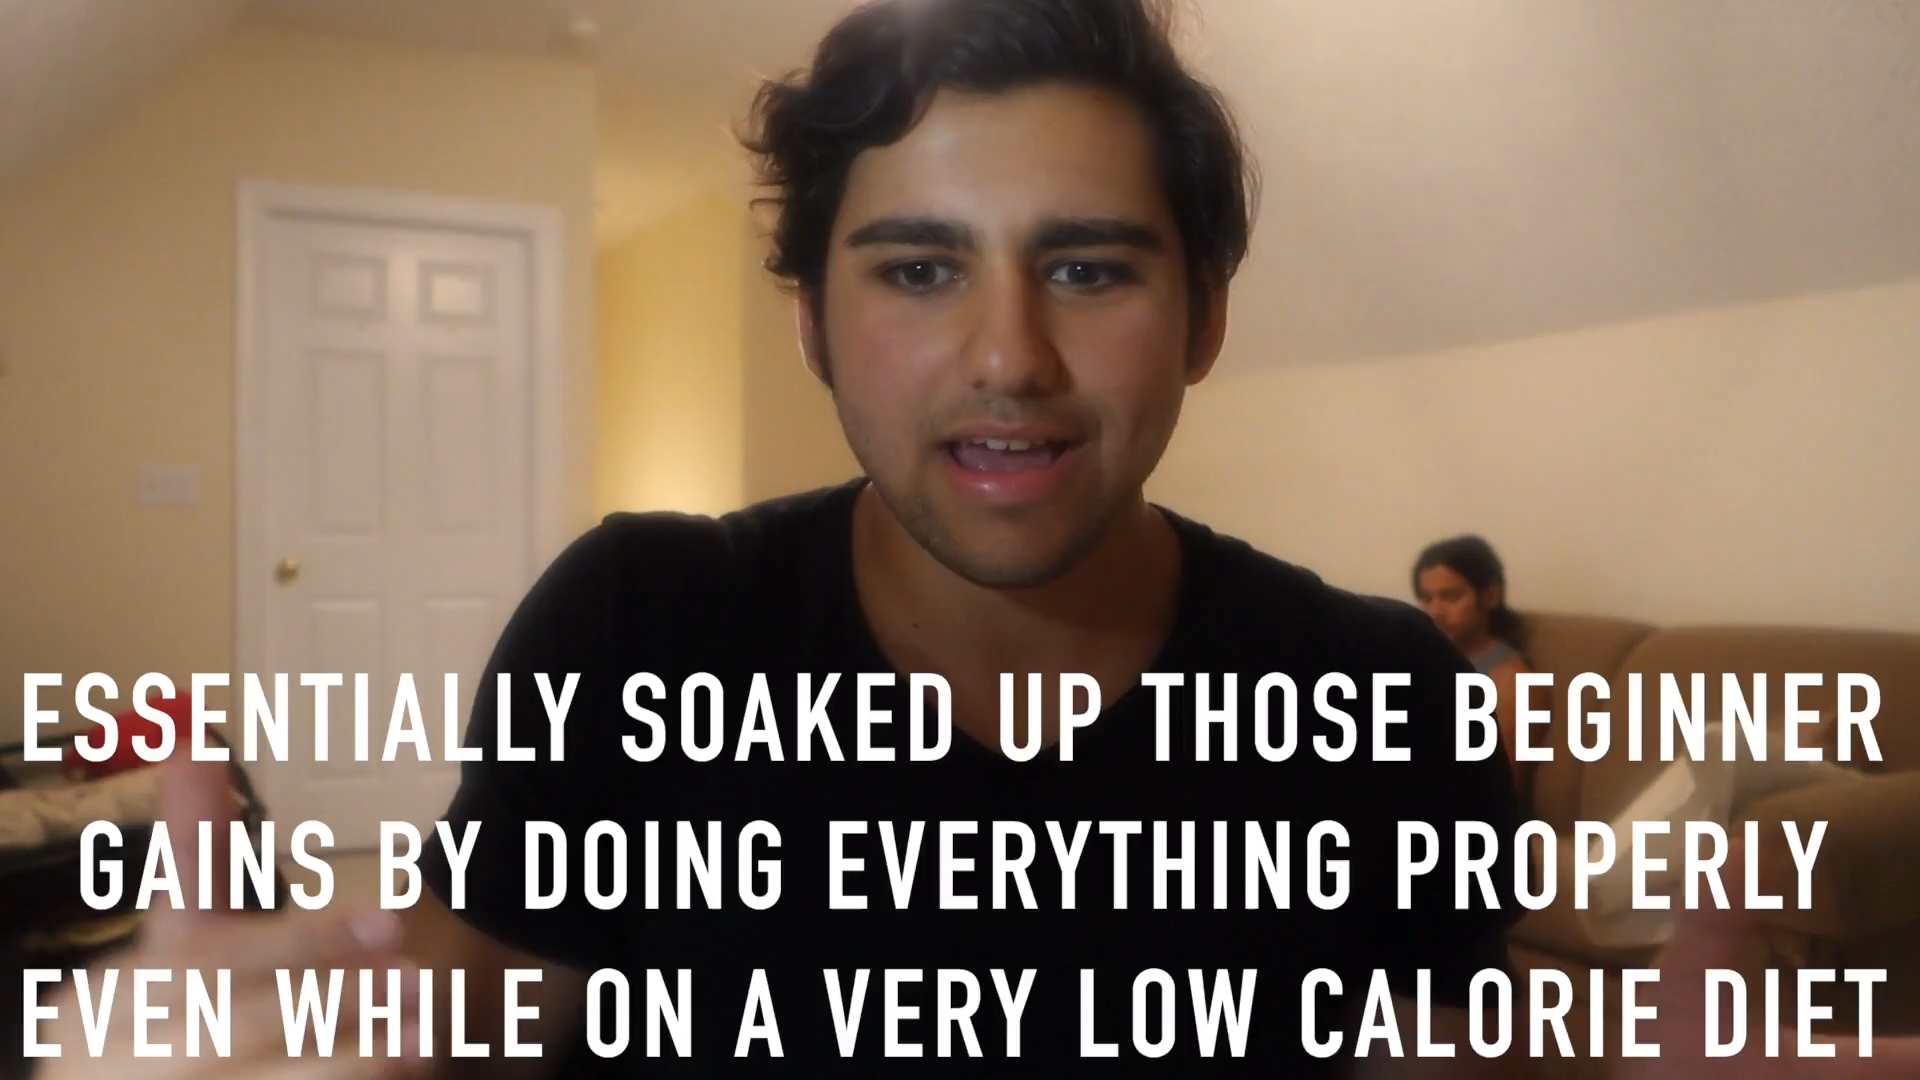 ESSENTIALLY SOAKED UP THOSE BEGINNER
GAINS BY DOING EVERYTHING PROPERLY
EVEN WHILE ON A VERY LOW CALORIE DIET